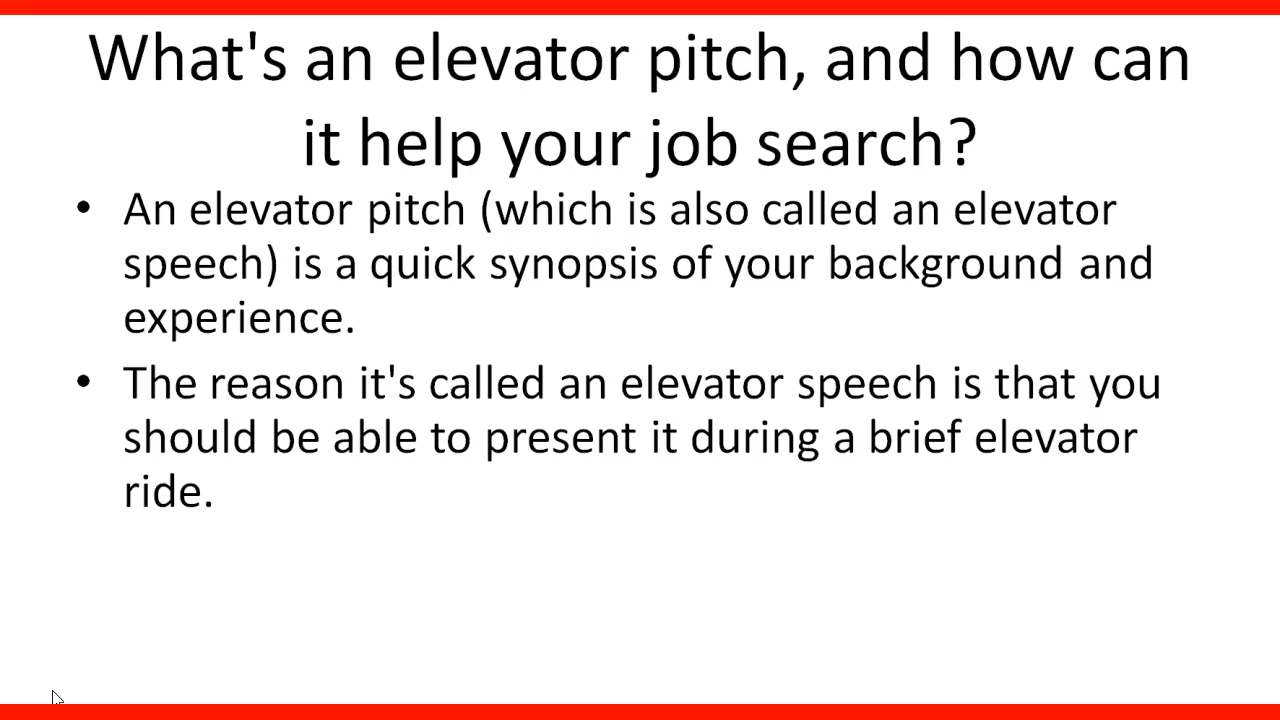 What's an elevator pitch, and how can
it help your job search?
• An elevator pitch (which is also called an elevator
speech) is a quick synopsis of your background and
experience.
• The reason it's called an elevator speech is that you
should be able to present it during a brief elevator
ride.